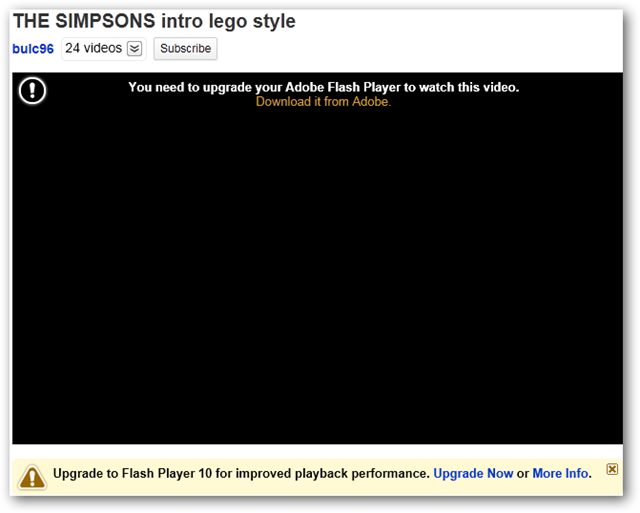 THE SIMPSONS intro lego style
bulc96 24 videos Subscribe
You need to upgrade your Adobe Flash Player to watch this video.
Download it from Adobe.
Upgrade to Flash Player 10 for improved playback performance. Upgrade Now or More Info.